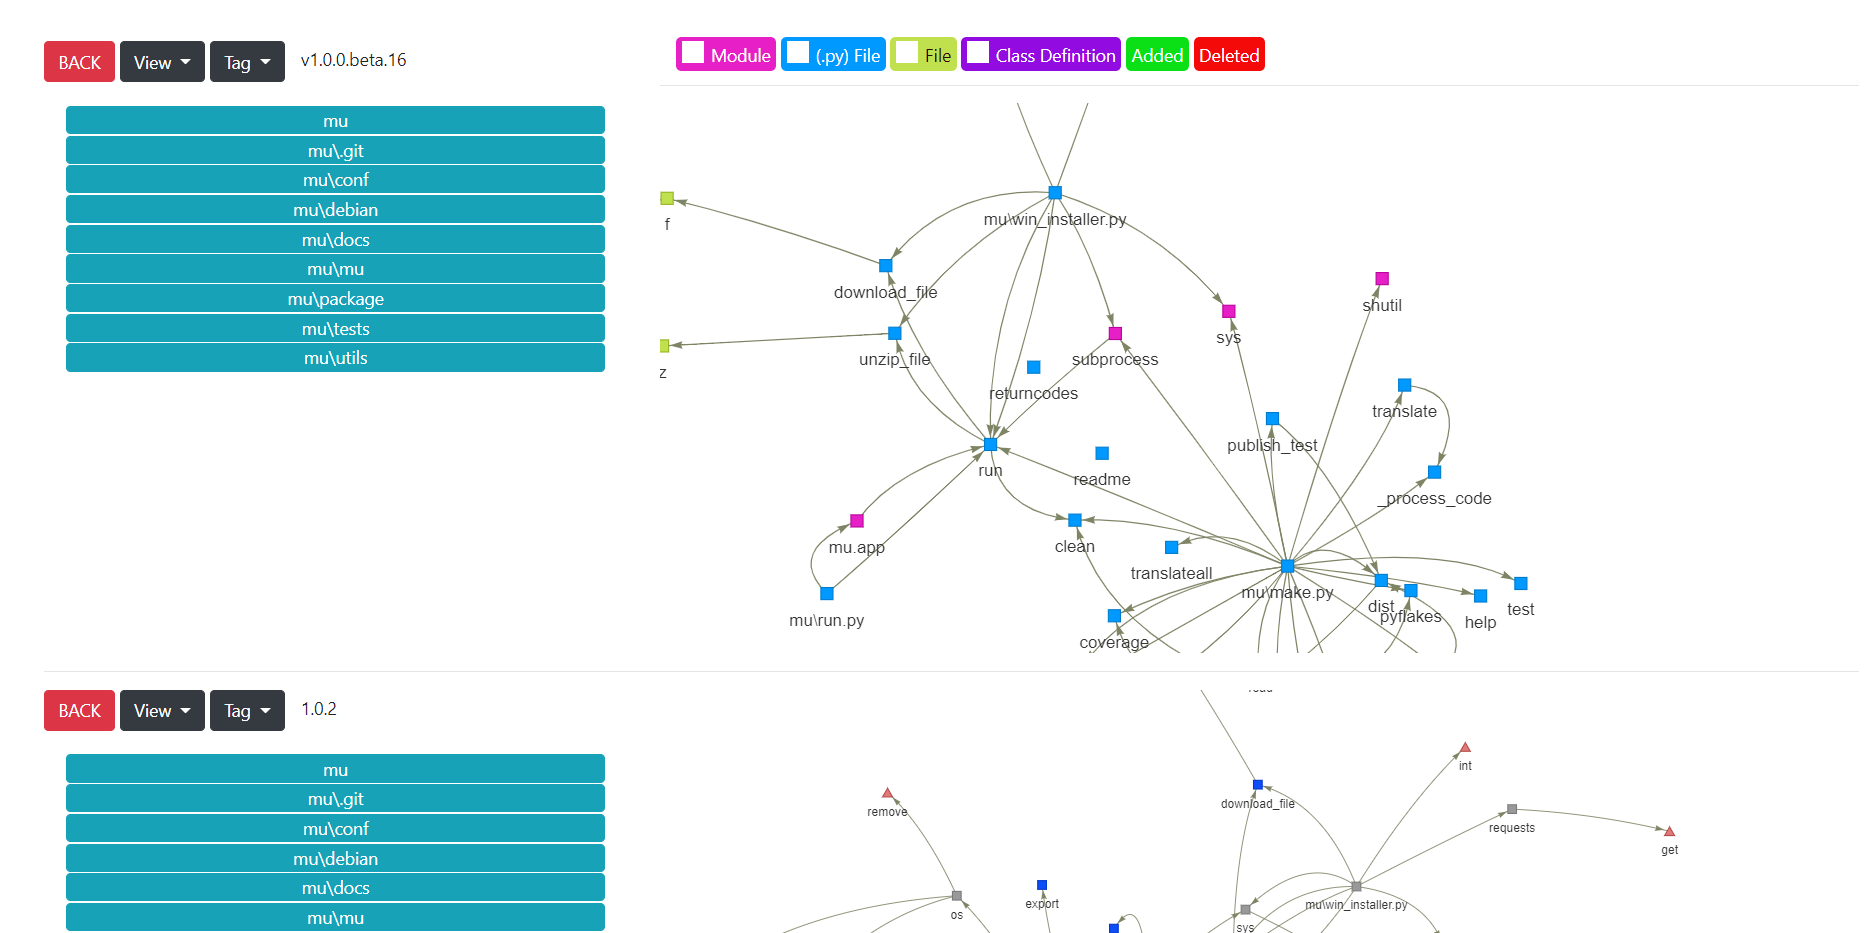 BACK View Tag v1.0.0.beta.16
Module (.py) File File Class Definition Added Deleted
mu
mu\.git
mu\conf
mu\debian
mu\docs
mu\mu
mu\package
mu\tests
mu\utils
mu\win_installer.py
f
download_file
shutil
sys
z
unzip_file
subprocess
returncodes
translate
publish_test
run
readme
_process_code
mu.app
clean
translateall
mu\make.py
dist
pyflakes
help
test
mu\run.py
coverage
BACK View Tag 1.0.2
mu
mu\.git
mu\conf
mu\debian
mu\docs
mu\mu
int
download_file
remove
requests
get
export
mu\win_installer.py
os
sys